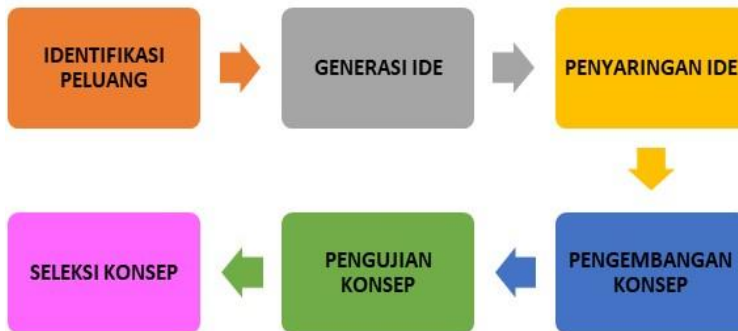 IDENTIFIKASI
PELUANG
GENERASI IDE
PENYARINGAN IDE
PENGEMBANGAN
KONSEP
PENGUJIAN
KONSEP
SELEKSI KONSEP